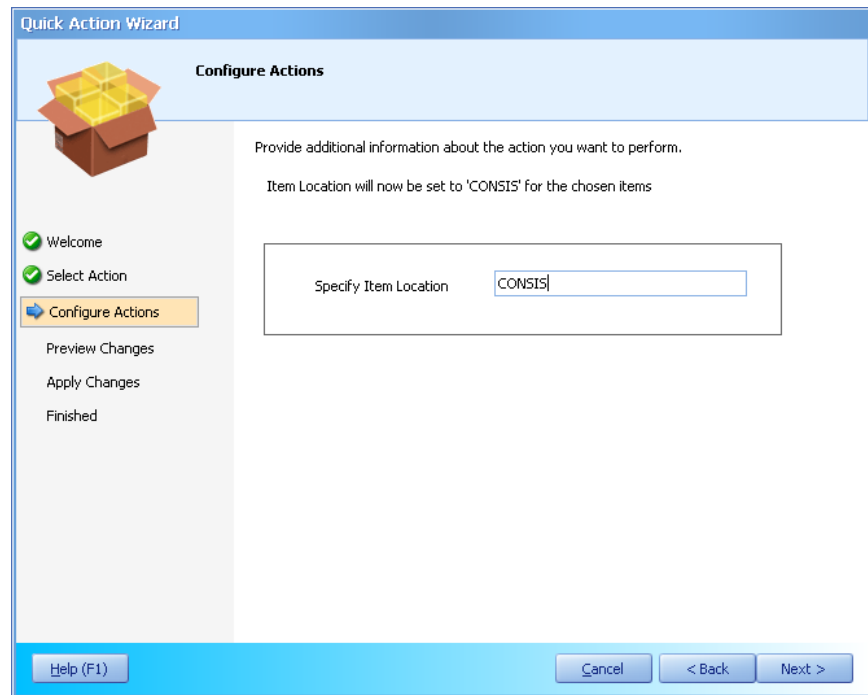 Quick Action Wizard
Configure Actions
Provide additional information about the action you want to perform.
Item Location will now be set to 'CONSIS' for the chosen items
Welcome
Select Action
Configure Actions
Preview Changes
Apply Changes
Finished
Specify Item Location
CONSIS
Help (F1)
Cancel
< Back
Next >